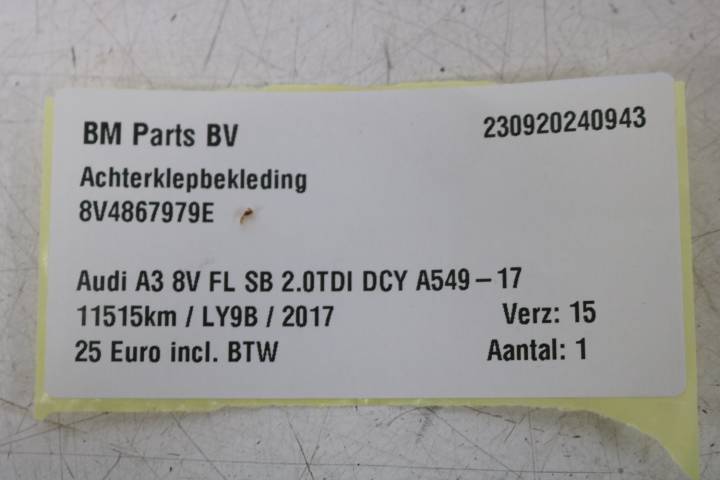 BM Parts BV 230920240943
Achterklepbekleding
8V4867979E
Audi A3 8V FL SB 2.0TDI DCY A549-17
11515km / LY9B / 2017 Verz: 15
25 Euro incl. BTW Aantal: 1